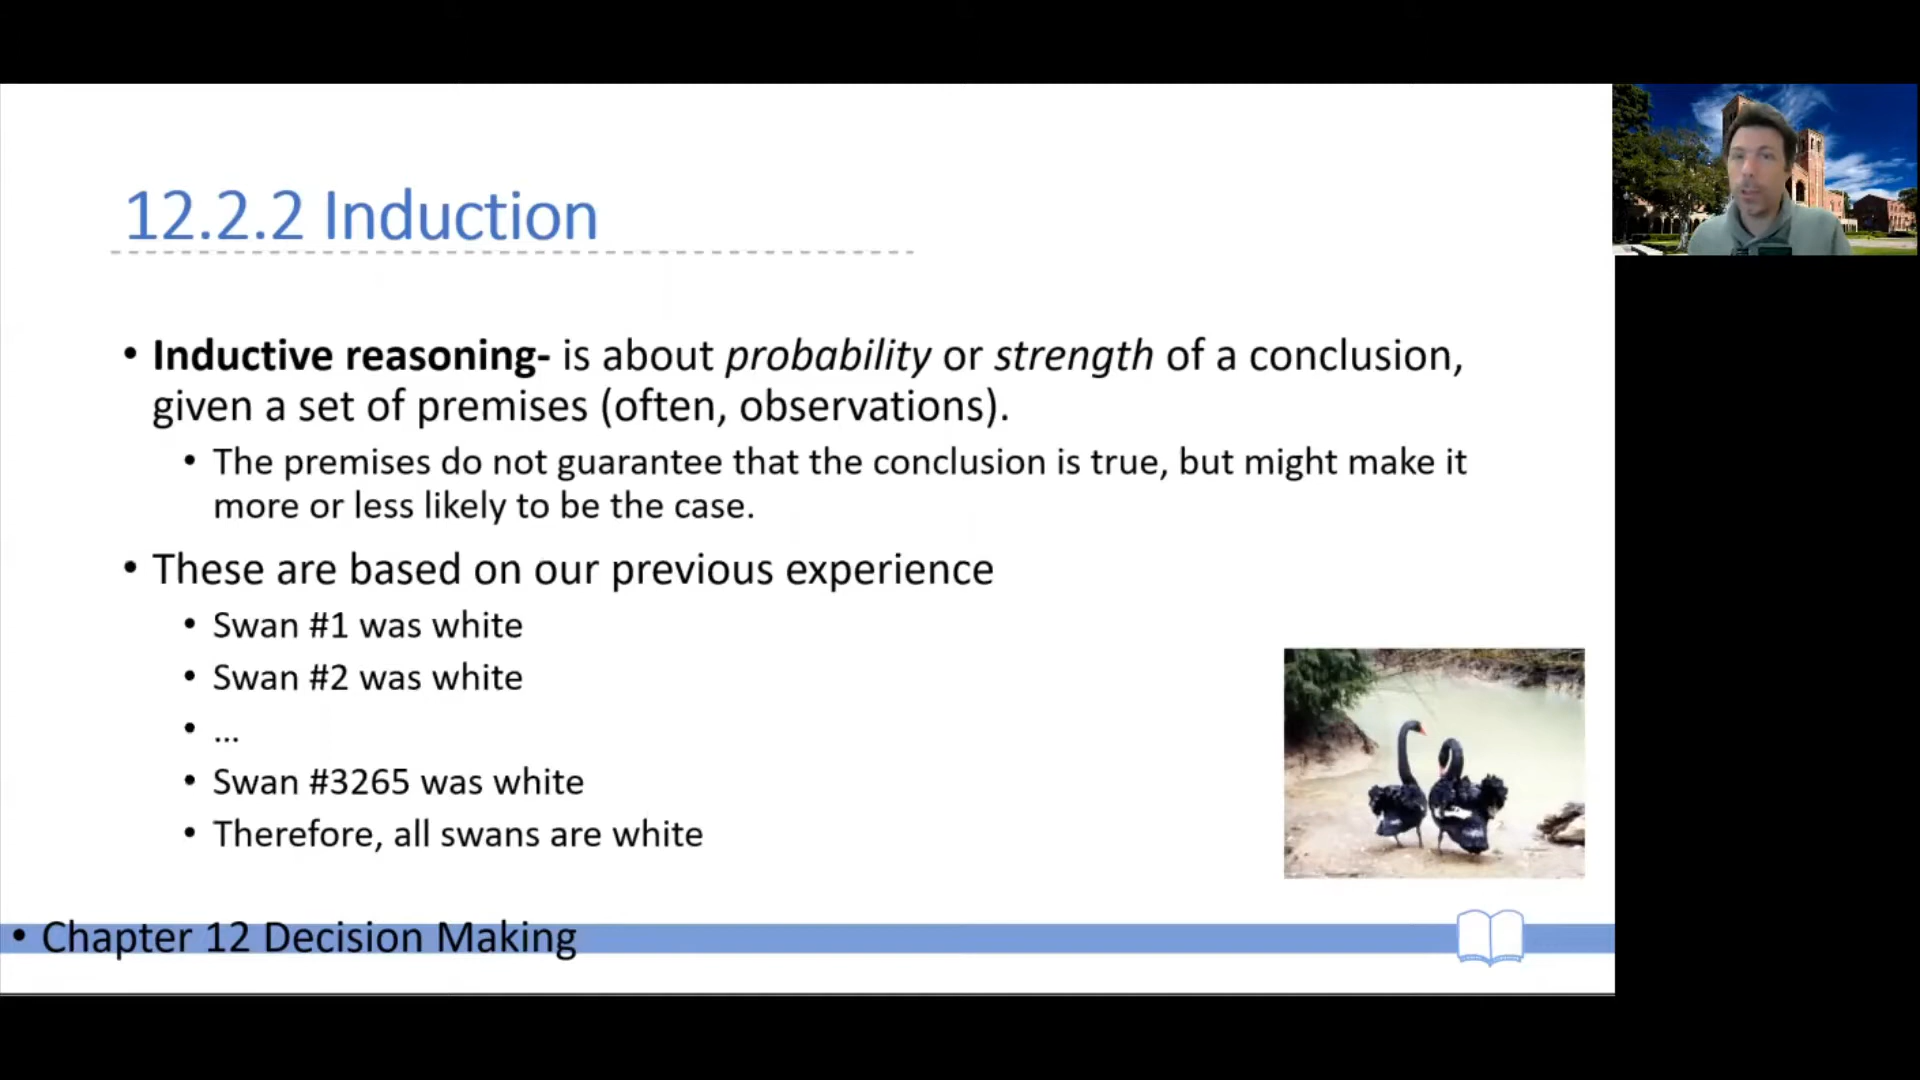 12.2.2 Induction
• Inductive reasoning- is about probability or strength of a conclusion,
given a set of premises (often, observations).
• The premises do not guarantee that the conclusion is true, but might make it
more or less likely to be the case.
• These are based on our previous experience
• Swan #1 was white
• Swan #2 was white
• ...
• Swan #3265 was white
• Therefore, all swans are white
• Chapter 12 Decision Making